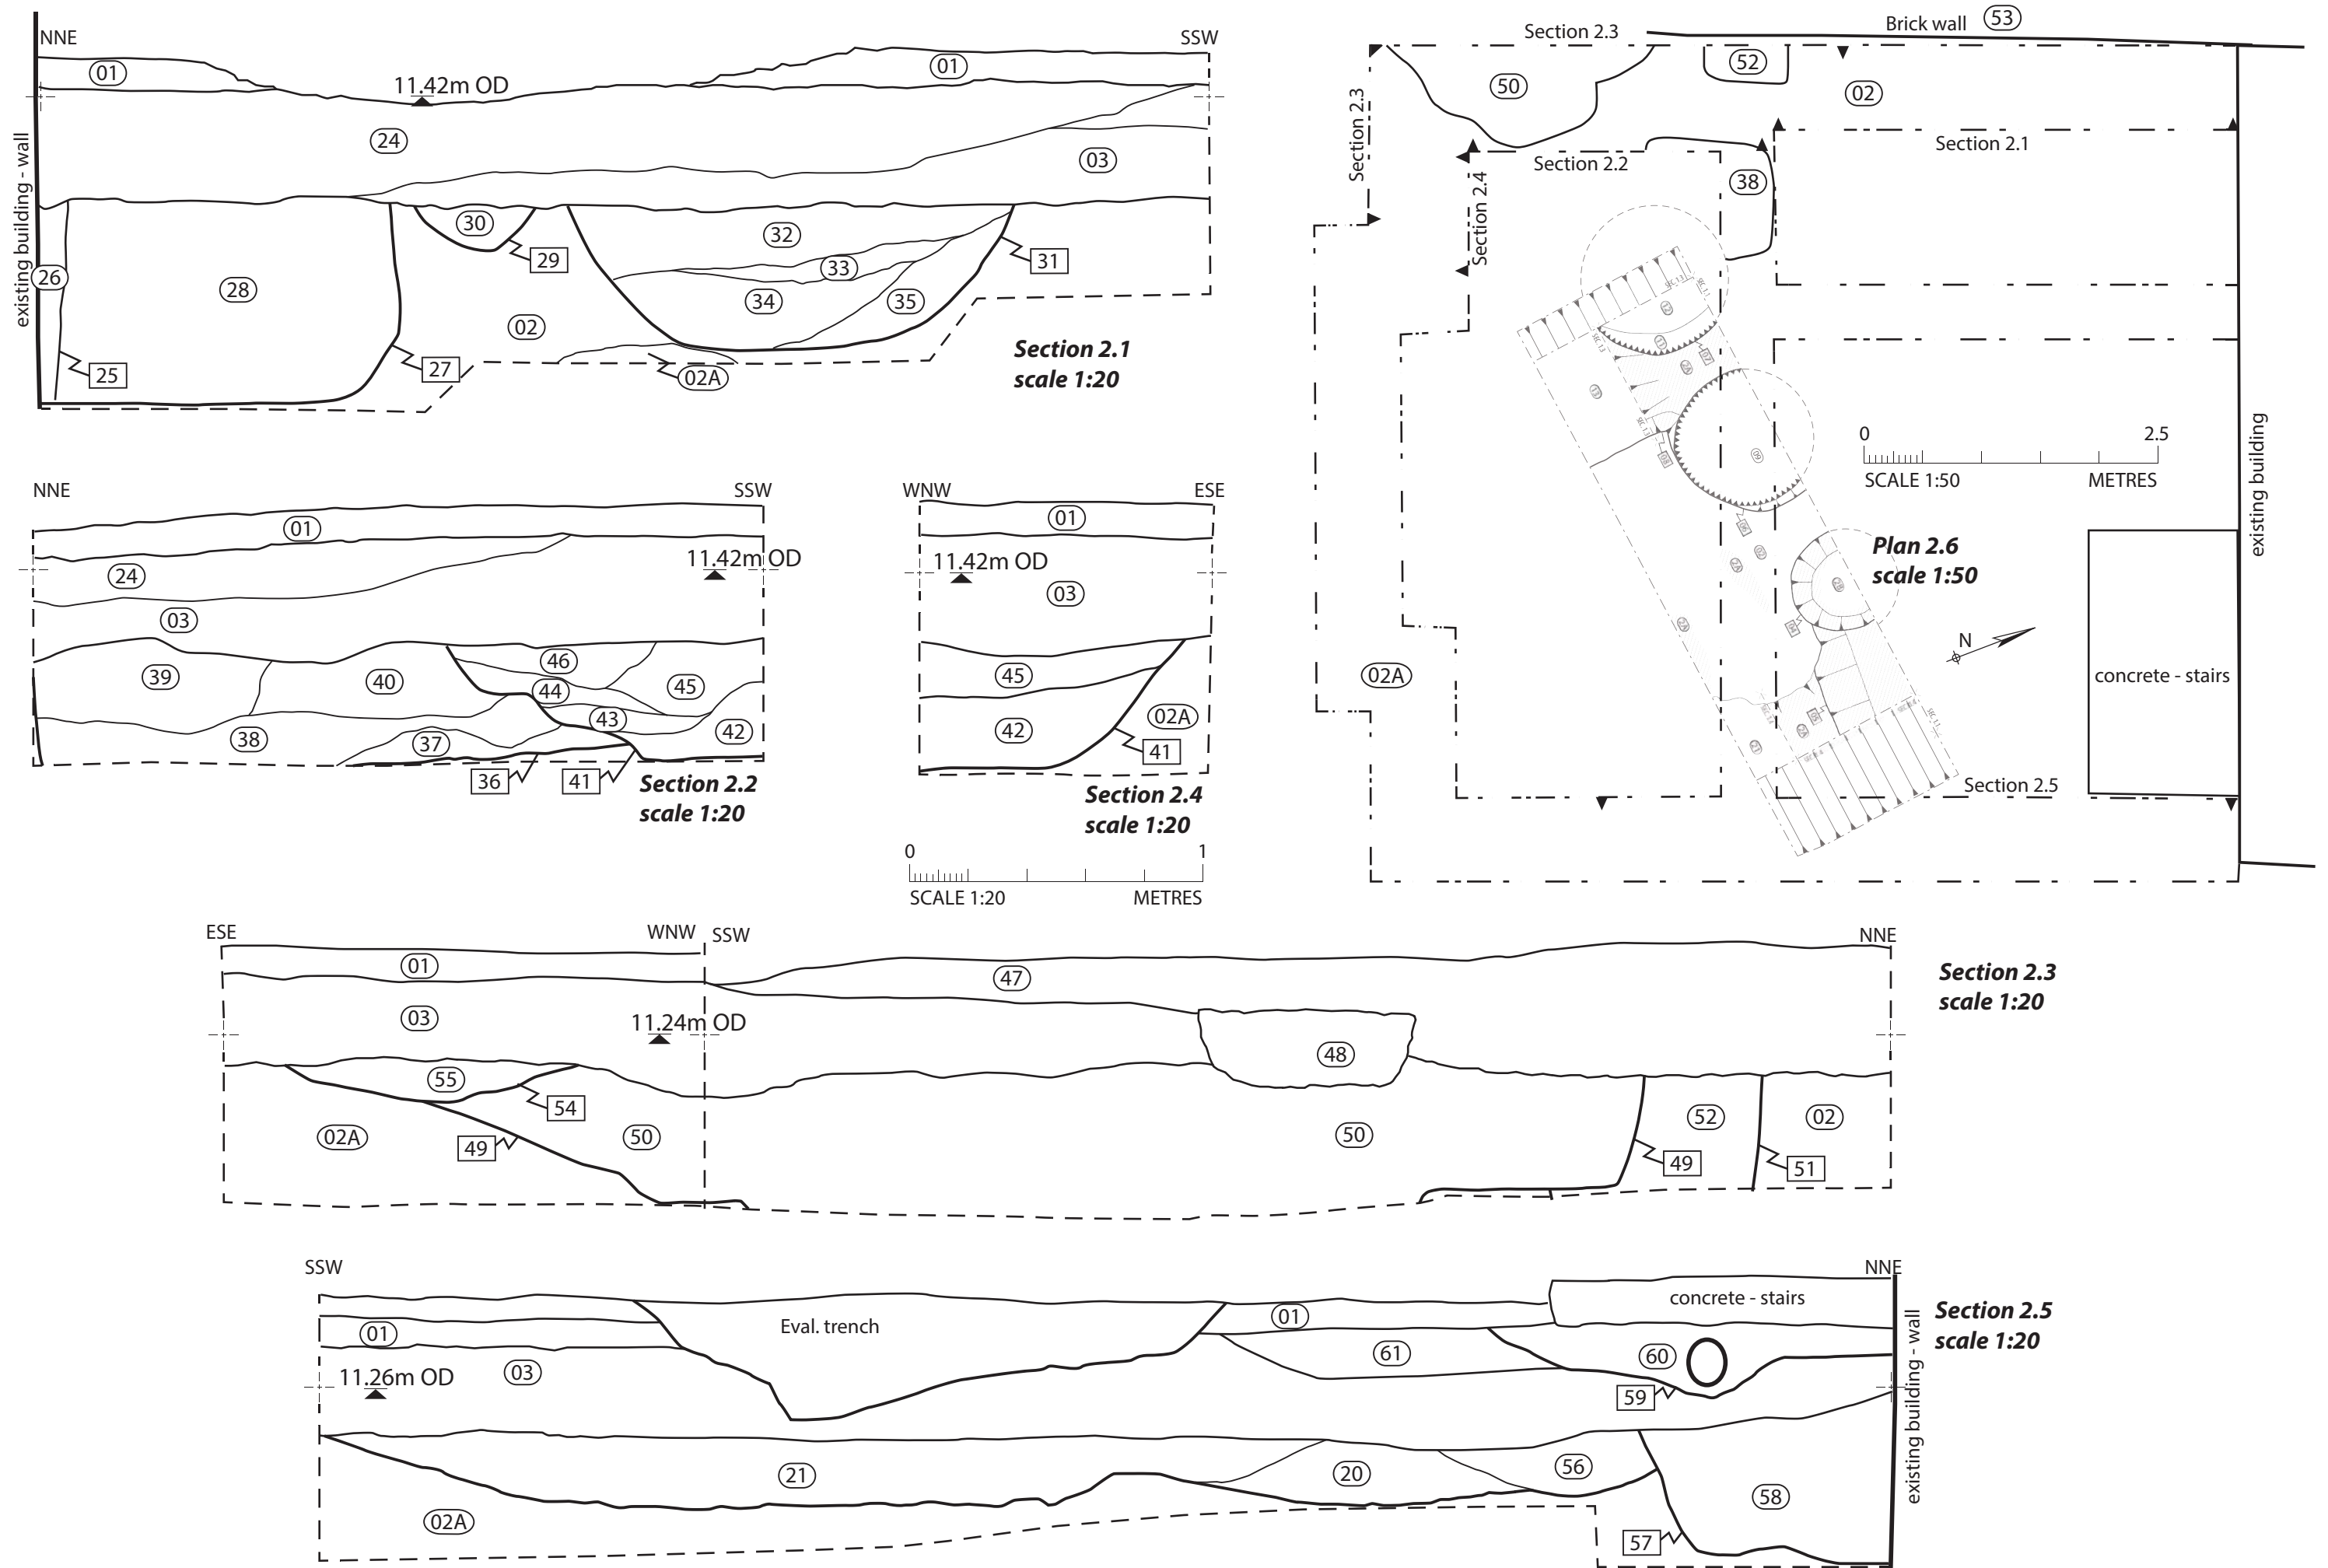 NNE
SSW
01
01
11.42m OD
24
03
existing building - wall
30
32
29
31
33
26
28
34
35
02
25
27
02A
Section 2.1
scale 1:20
NNE
SSW
01
11.42m OD
24
03
46
39
40
44
45
43
38
37
42
36
41
Section 2.2
scale 1:20
WNW
ESE
01
11.42m OD
03
45
42
02A
41
Section 2.4
scale 1:20
0
1
SCALE 1:20
METRES
Section 2.3
Brick wall
53
50
52
02
Section 2.3
Section 2.2
Section 2.1
38
Section 2.4
0
2.5
SCALE 1:50
METRES
09
Plan 2.6
scale 1:50
N
existing building
concrete - stairs
02A
Section 2.5
ESE
WNW
SSW
NNE
01
47
03
11.24m OD
48
55
54
02A
49
50
50
52
02
49
51
Section 2.3
scale 1:20
SSW
NNE
concrete - stairs
Eval. trench
01
01
61
60
11.26m OD
03
59
21
20
56
58
02A
57
existing building - wall
Section 2.5
scale 1:20